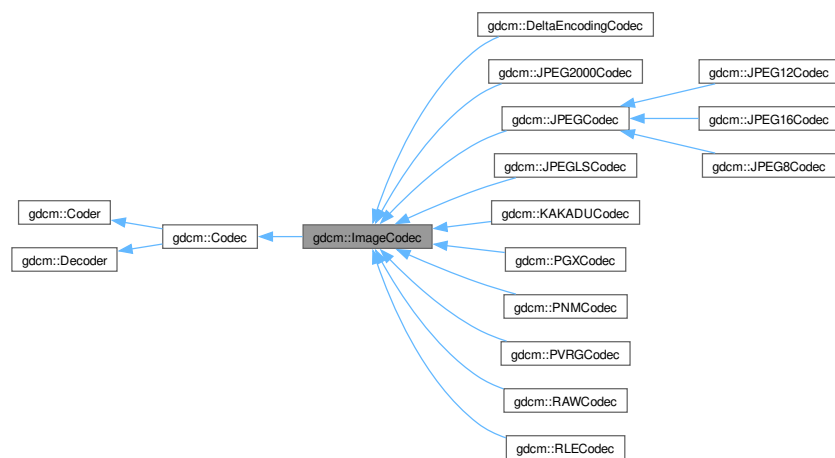 gdcm::DeltaEncodingCodec
gdcm::JPEG2000Codec
gdcm::JPEG12Codec
gdcm::JPEGCodec
gdcm::JPEG16Codec
gdcm::JPEGLSCodec
gdcm::JPEG8Codec
gdcm::Coder
gdcm::KAKADUCodec
gdcm::Codec
gdcm::ImageCodec
gdcm::Decoder
gdcm::PGXCodec
gdcm::PNMCodec
gdcm::PVRGCodec
gdcm::RAWCodec
gdcm::RLECodec